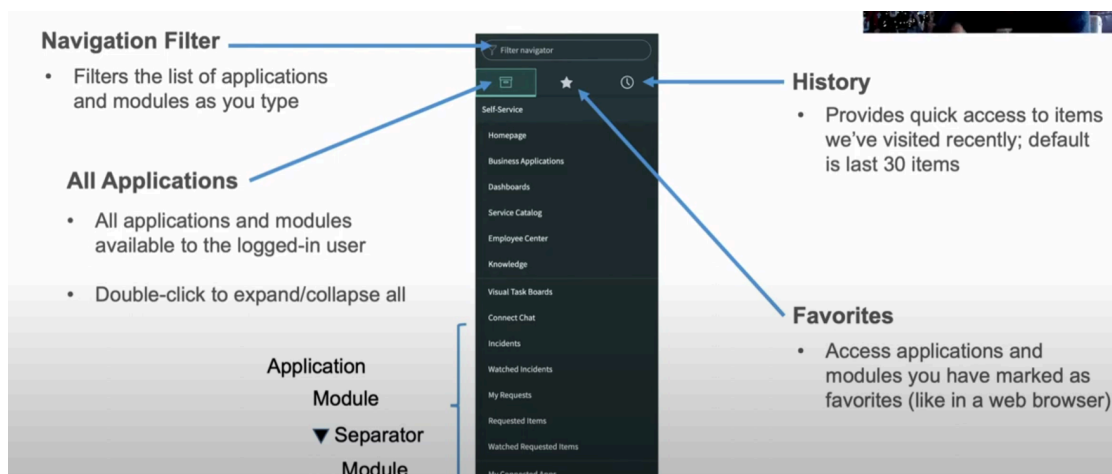 Navigation Filter
• Filters the list of applications
and modules as you type
All Applications
• All applications and modules
available to the logged-in user
• Double-click to expand/collapse all
Application
Module
▼ Separator
Module
Filter navigator
Self-Service
Homepage
Business Applications
Dashboards
Service Catalog
Employee Center
Knowledge
Visual Task Boards
Connect Chat
Incidents
Watched Incidents
My Requests
Requested Items
Watched Requested Items
My Connected Apps
History
• Provides quick access to items
we've visited recently; default
is last 30 items
Favorites
• Access applications and
modules you have marked as
favorites (like in a web browser)